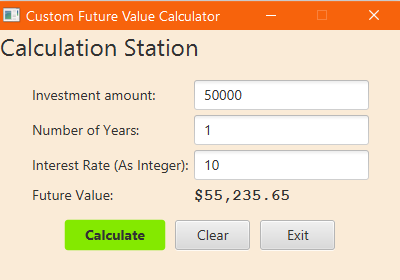 Custom Future Value Calculator
Calculation Station
Investment amount: 50000
Number of Years: 1
Interest Rate (As Integer): 10
Future Value: $55,235.65
Calculate Clear Exit